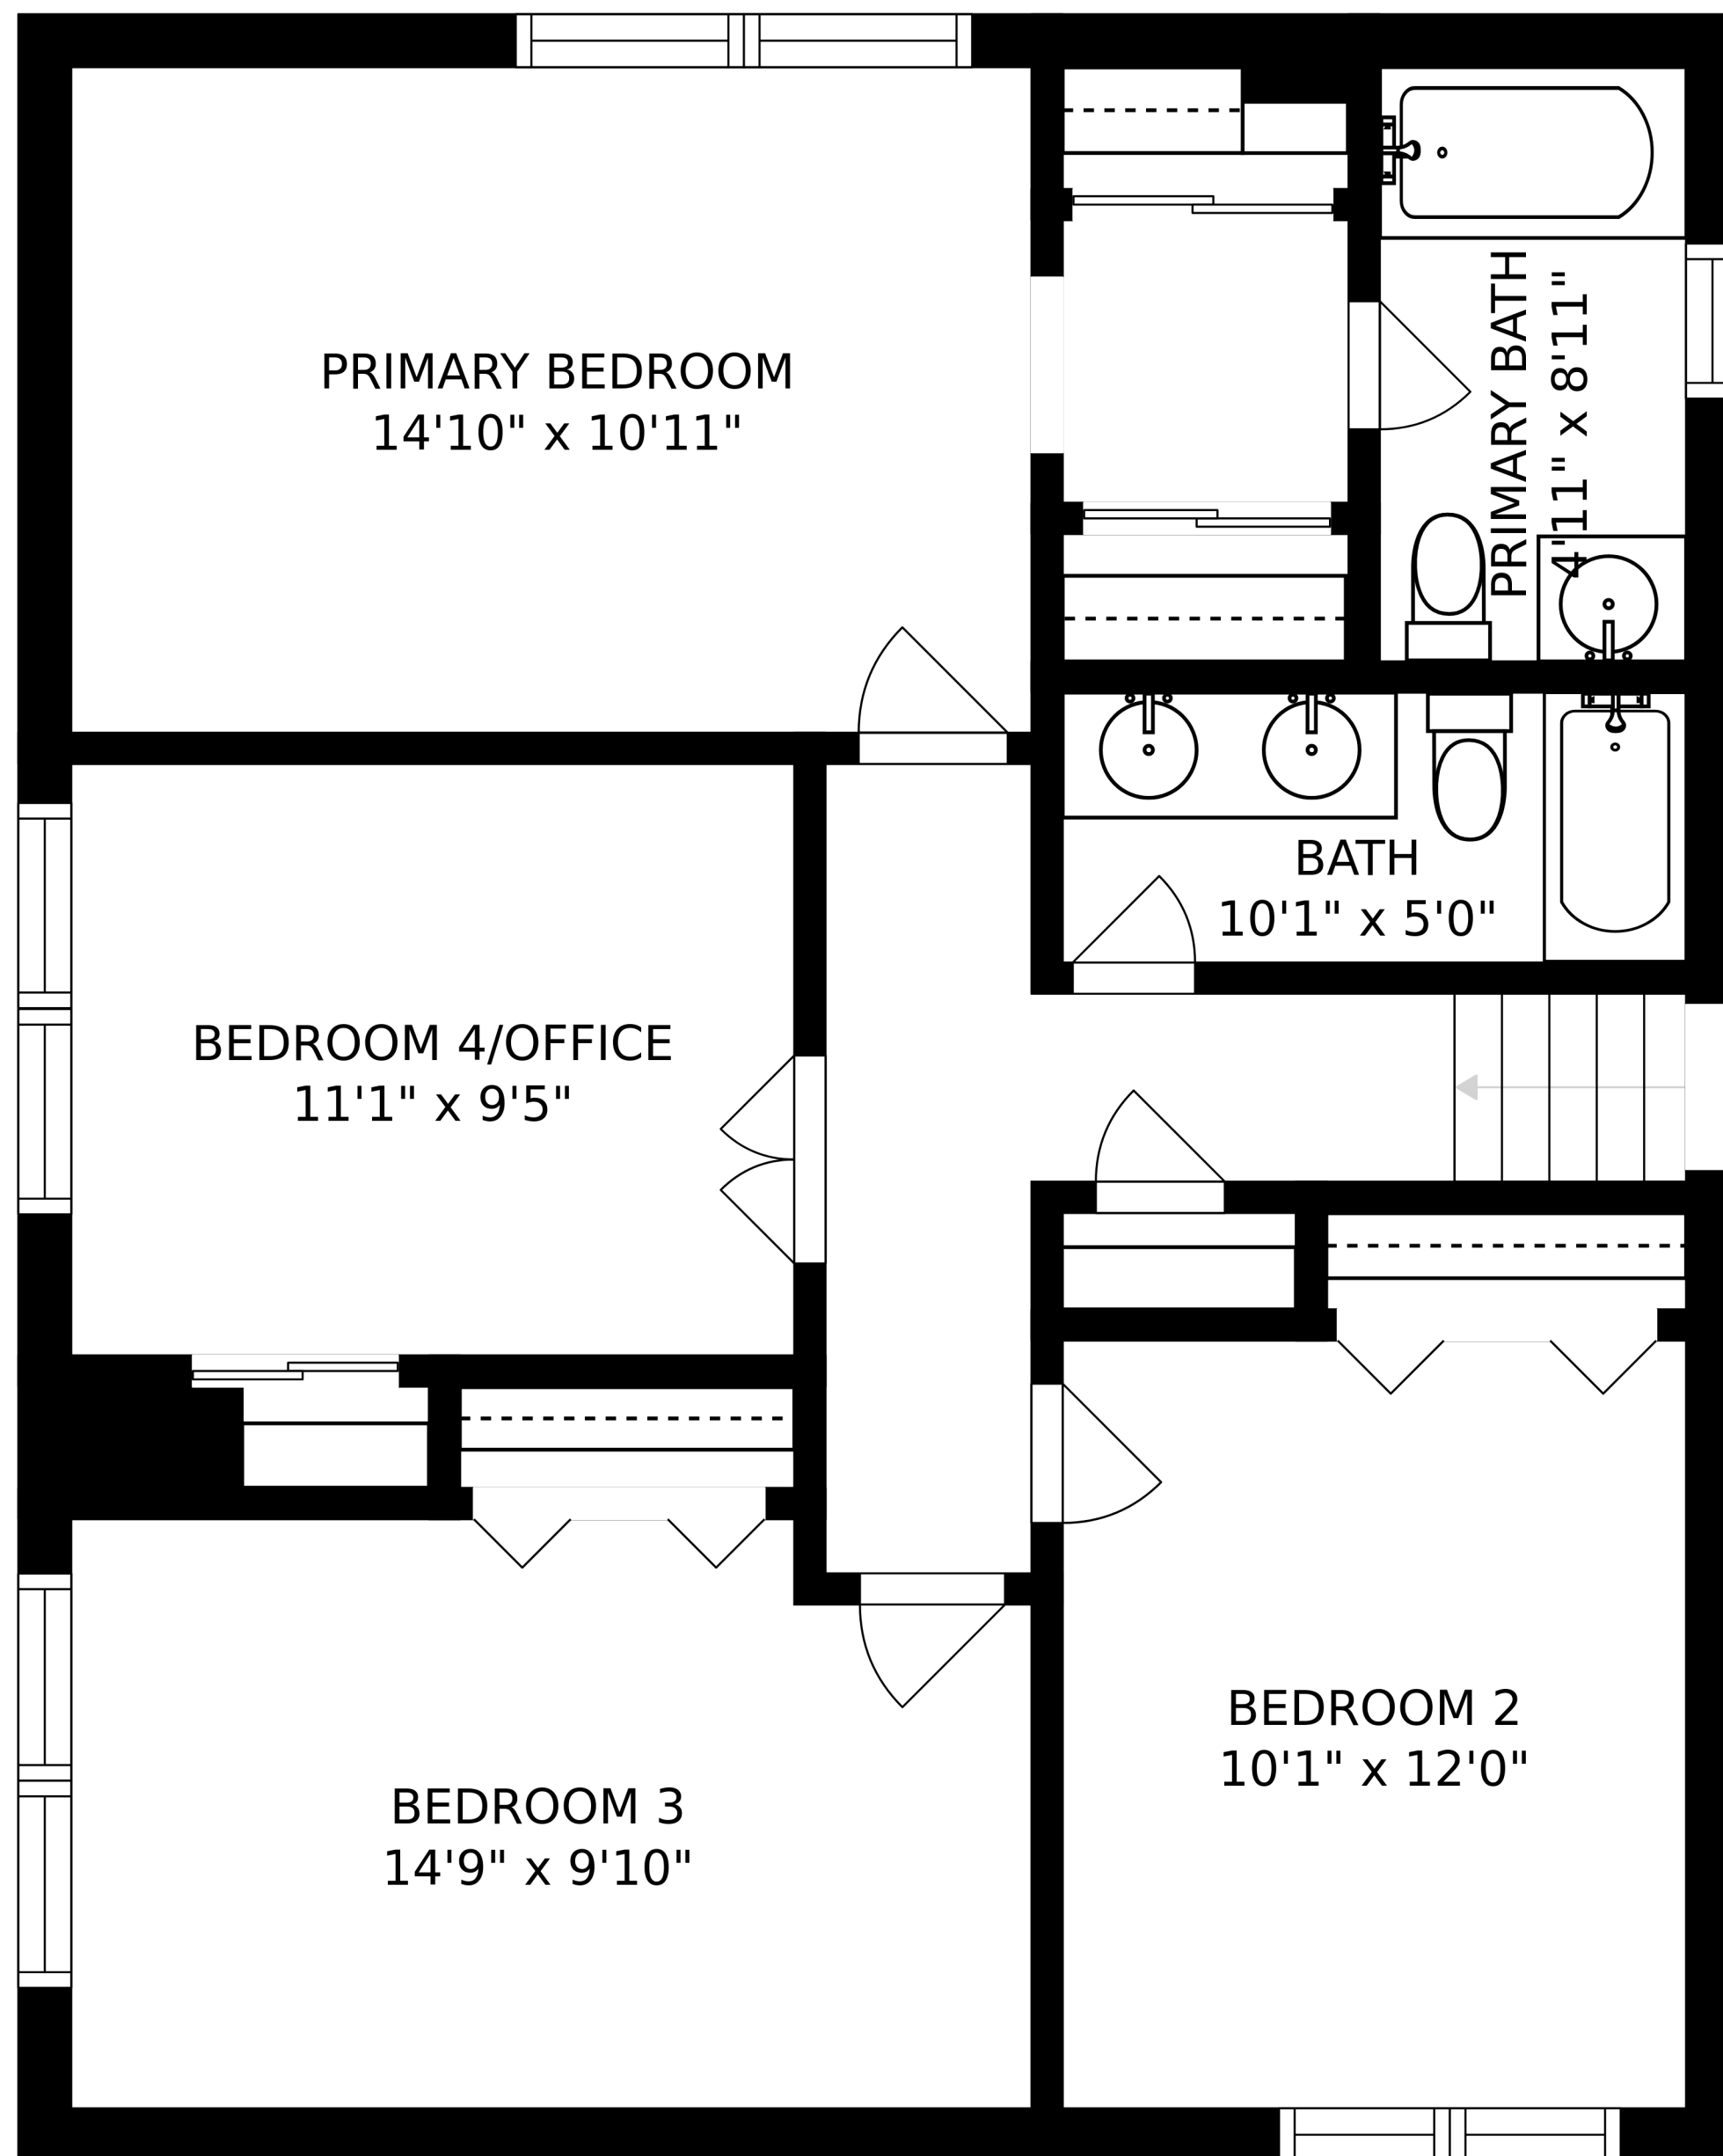 PRIMARY BEDROOM
14'10" x 10'11"
PRIMARY BATH
4'11" x 8'11"
BATH
10'1" x 5'0"
BEDROOM 4/OFFICE
11'1" x 9'5"
BEDROOM 2
10'1" x 12'0"
BEDROOM 3
14'9" x 9'10"